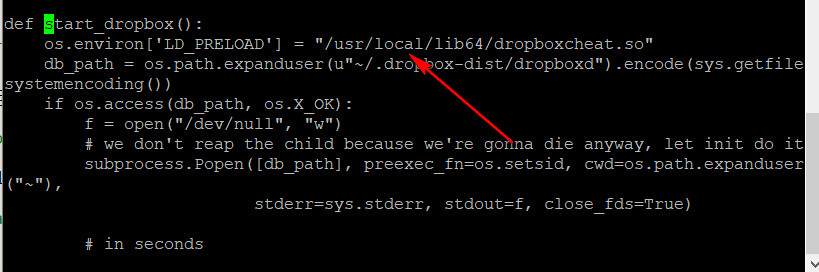 def start_dropbox():
    os.environ['LD_PRELOAD'] = "/usr/local/lib64/dropboxcheat.so"
    db_path = os.path.expanduser(u"~/.dropbox-dist/dropboxd").encode(sys.getfile
systemencoding())
    if os.access(db_path, os.X_OK):
        f = open("/dev/null", "w")
        # we don't reap the child because we're gonna die anyway, let init do it
        subprocess.Popen([db_path], preexec_fn=os.setsid, cwd=os.path.expanduser
("~"),
                         stderr=sys.stderr, stdout=f, close_fds=True)
        # in seconds